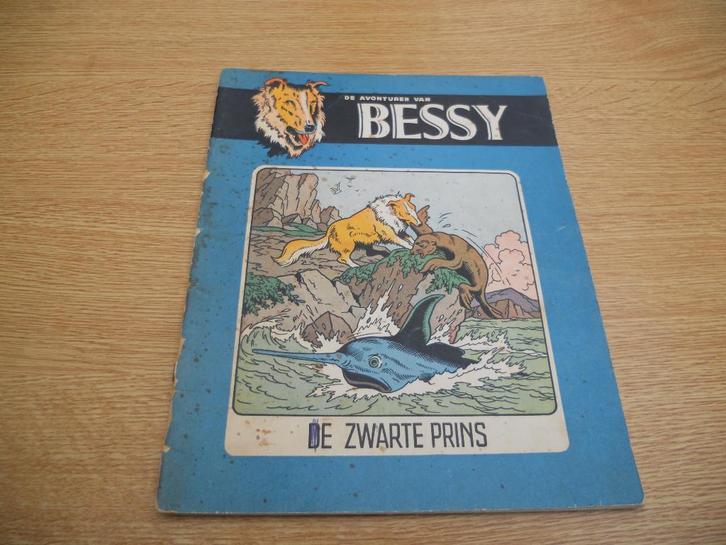 DE AVONTUREN VAN
BESSY
DE ZWARTE PRINS